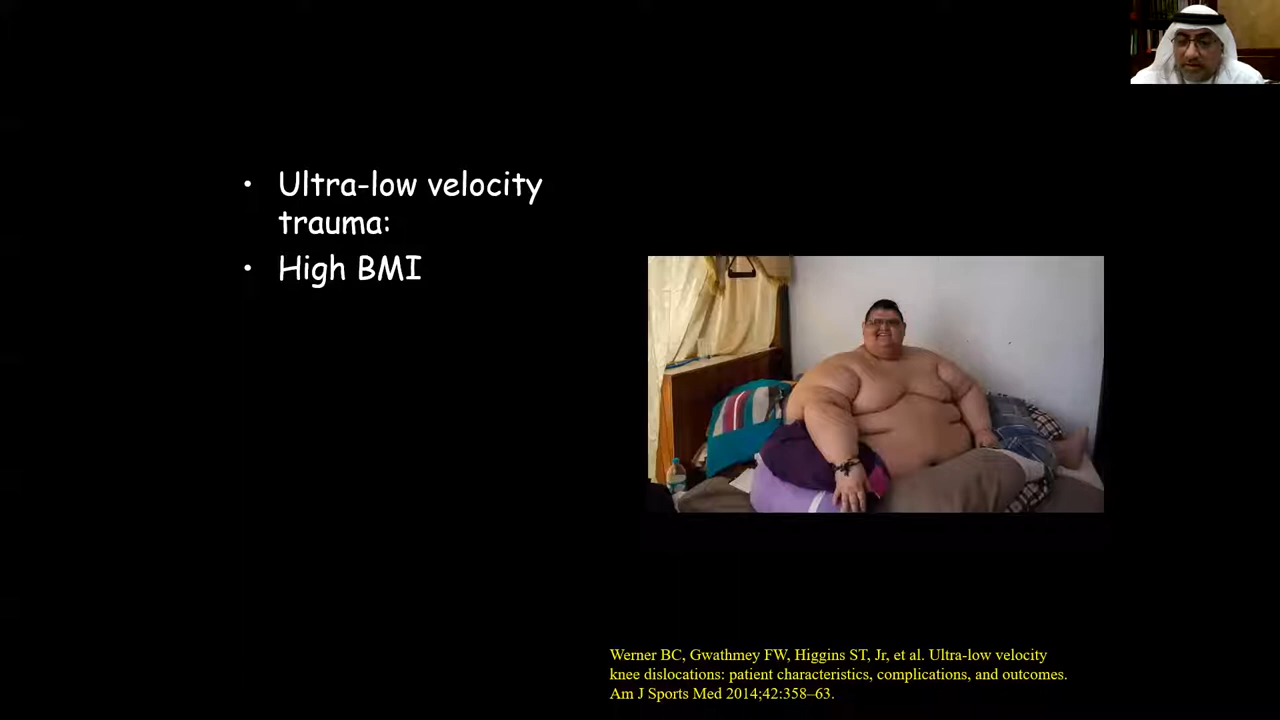 • Ultra-low velocity
trauma:
• High BMI
Werner BC, Gwathmey FW, Higgins ST, Jr, et al. Ultra-low velocity
knee dislocations: patient characteristics, complications, and outcomes.
Am J Sports Med 2014;42:358–63.